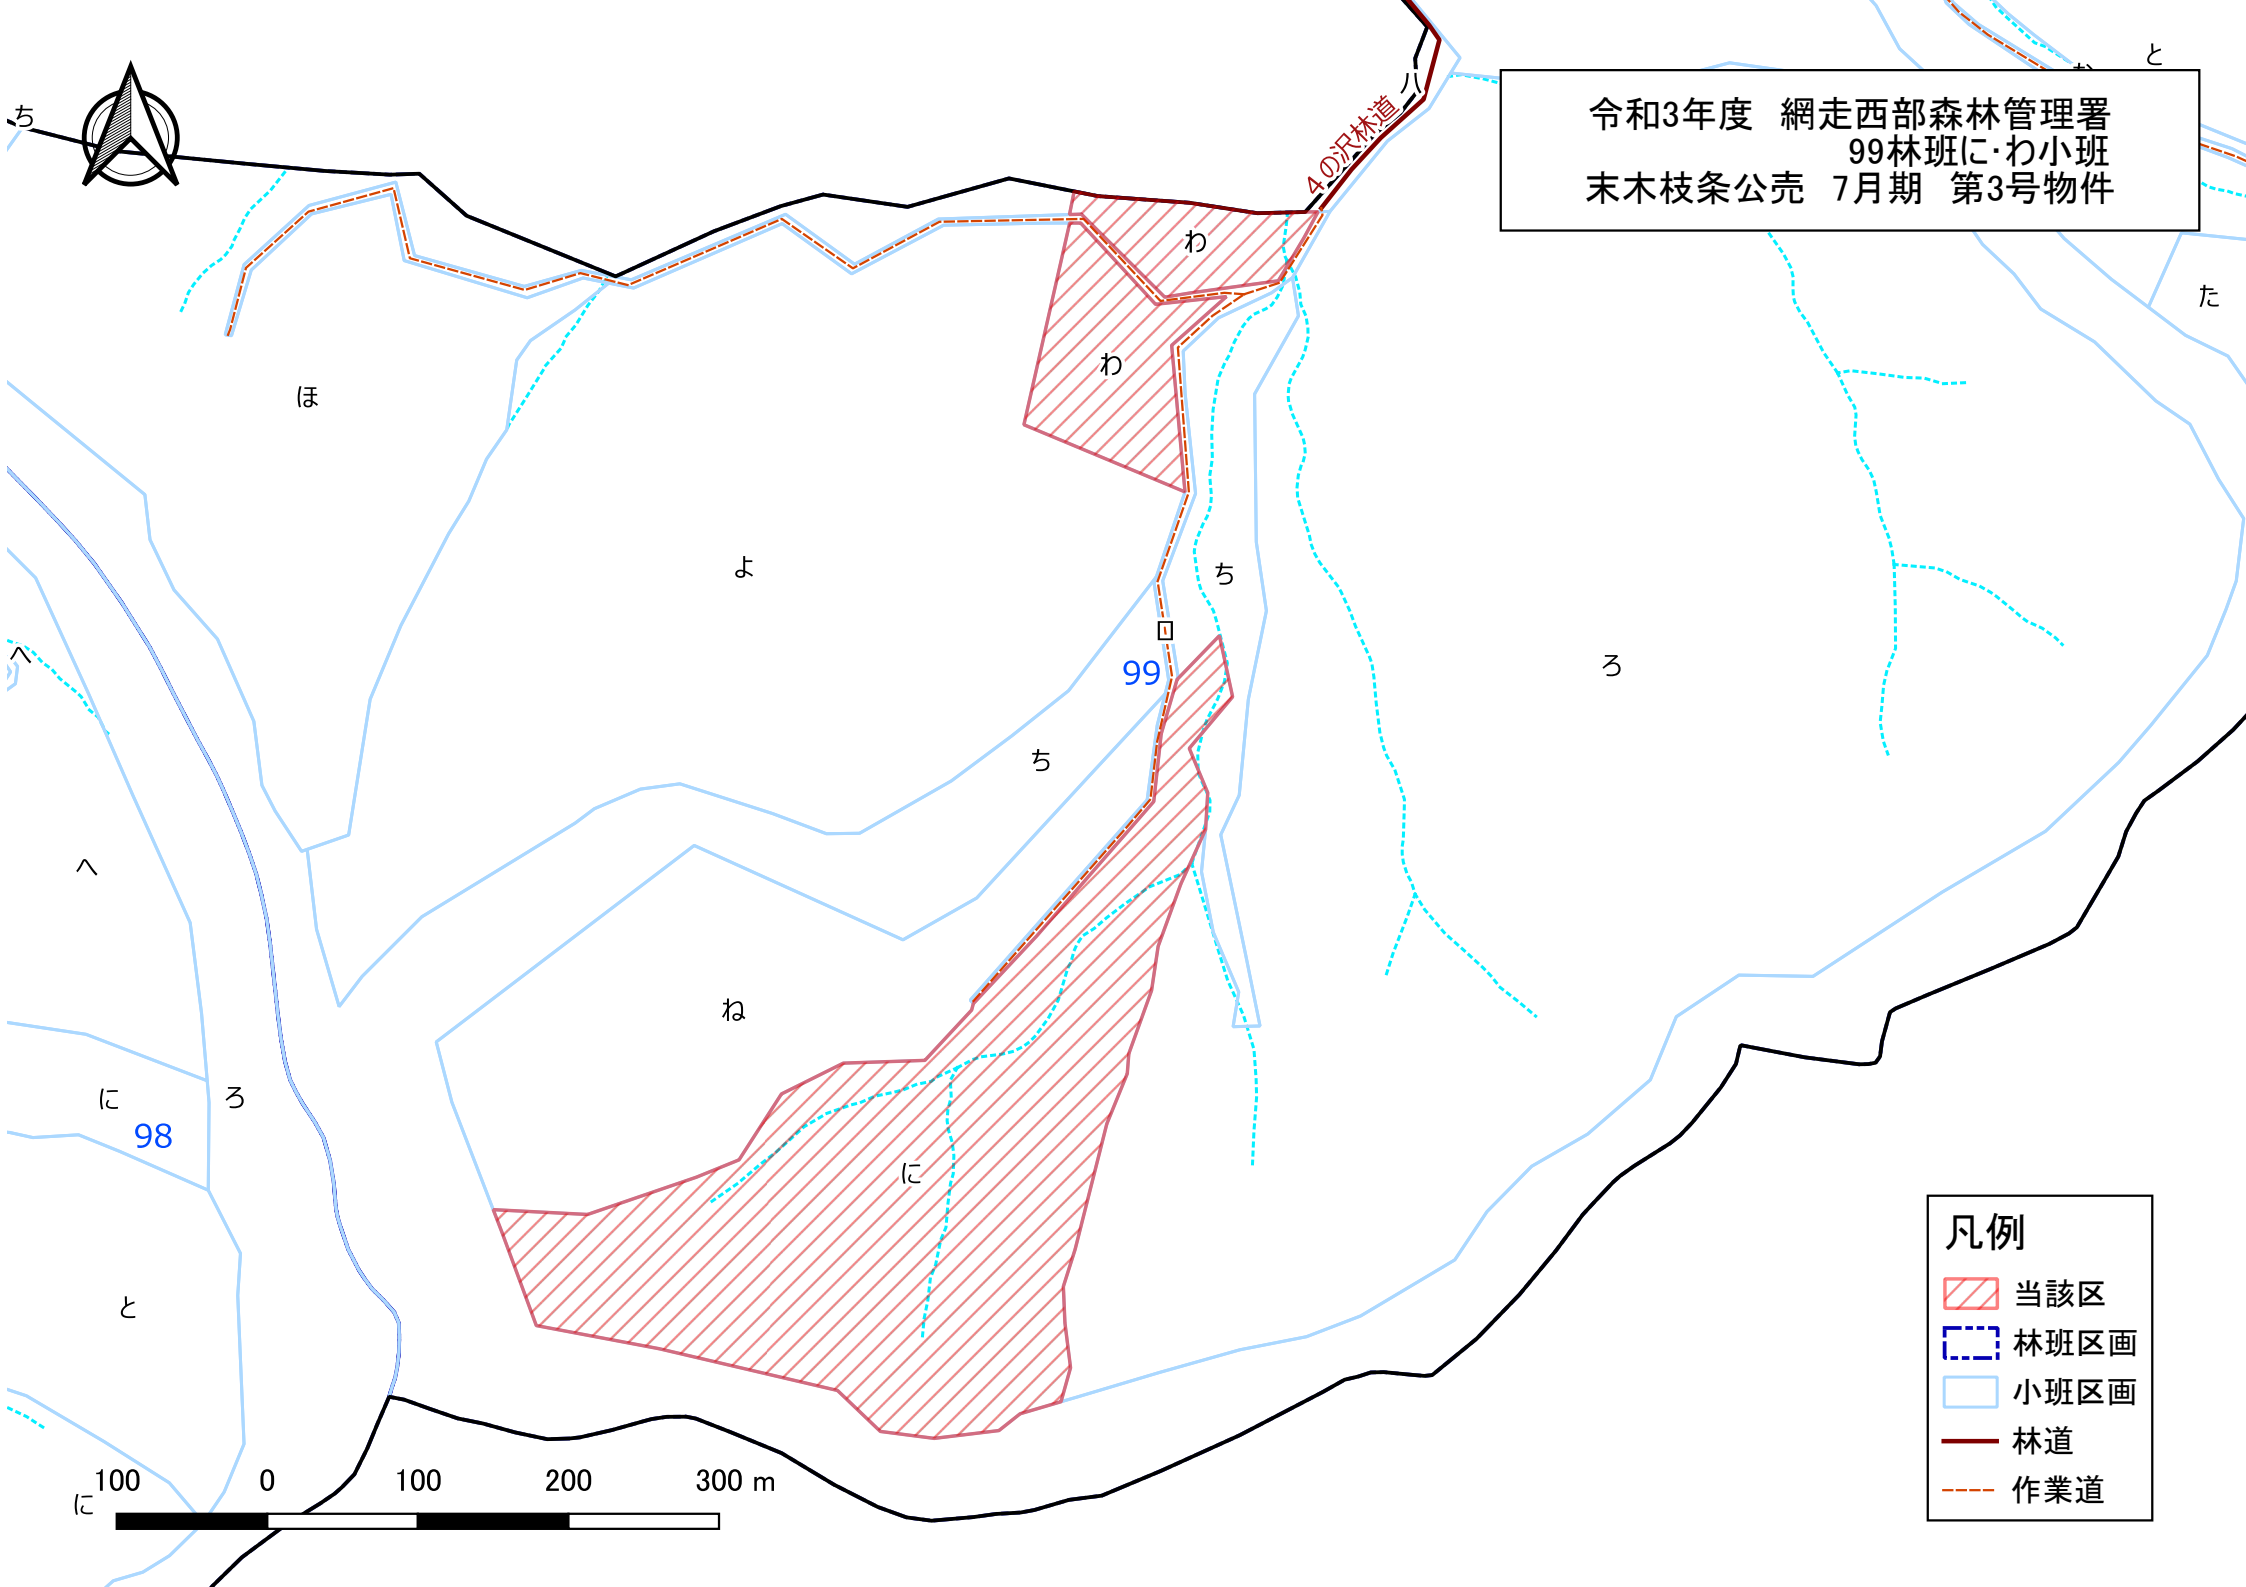 ち
と
令和3年度　網走西部森林管理署
99林班に・わ小班
末木枝条公売　7月期　第3号物件
4の沢林道
わ
た
わ
ほ
よ
ち
へ
99
ろ
ち
へ
ね
に
ろ
98
に
と
凡例
当該区
林班区画
小班区画
林道
作業道
100 0 100 200 300 m
に